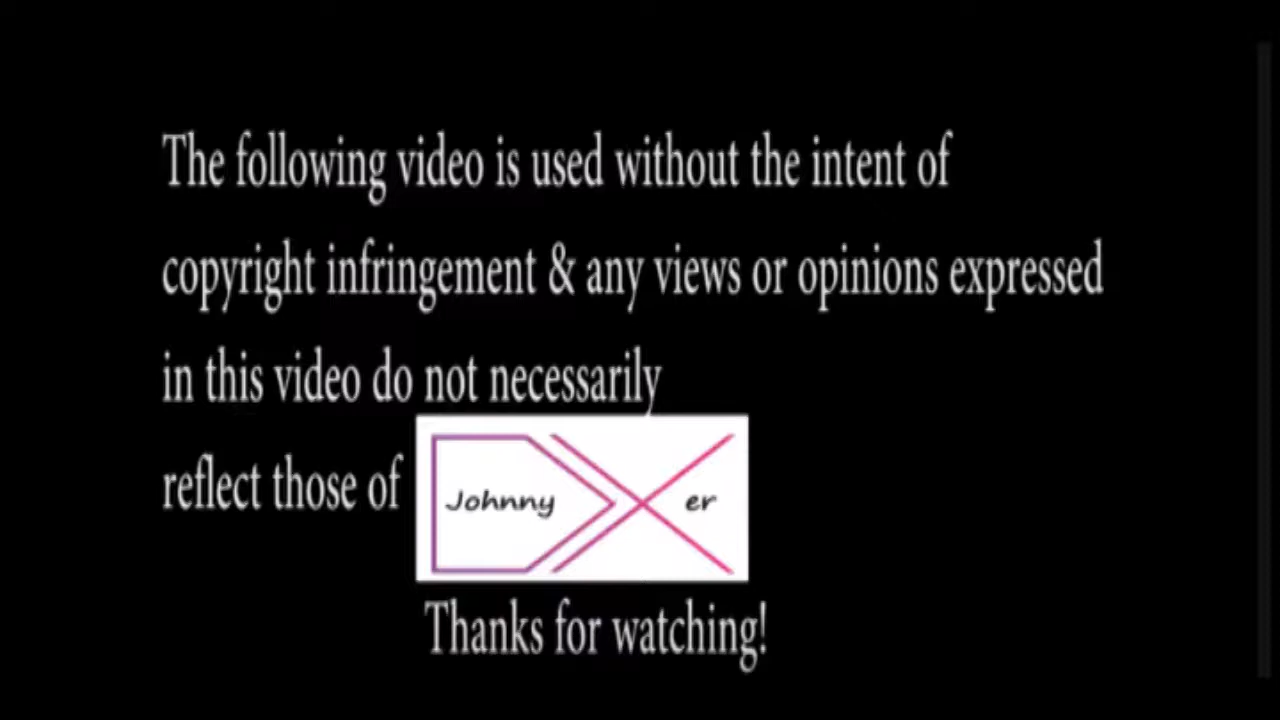 The following video is used without the intent of
copyright infringement & any views or opinions expressed
in this video do not necessarily
reflect those of Johnny X er
Thanks for watching!